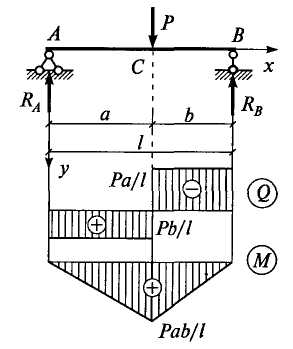 P
A B
C x
R_A R_B
a b
l
y
Pa/l
− Q
+ Pb/l
M
+
Pab/l